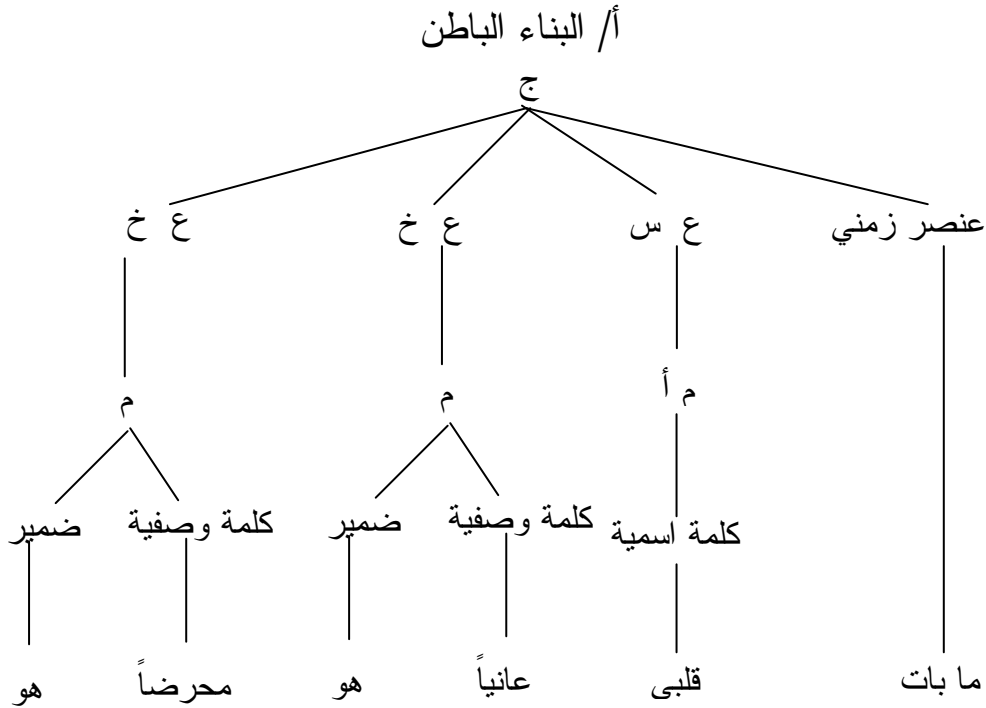 أ/ البناء الباطن
ج
عنصر زمني ع س ع خ ع خ
م أ م م
كلمة اسمية كلمة وصفية ضمير كلمة وصفية ضمير
ما بات قلبى عانياً هو محرضاً هو